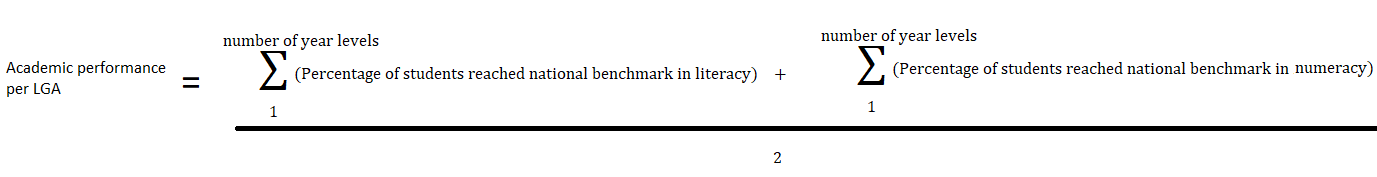 Academic performance
per LGA
=
number of year levels
∑ (Percentage of students reached national benchmark in literacy) +
1
number of year levels
∑ (Percentage of students reached national benchmark in numeracy)
1
2